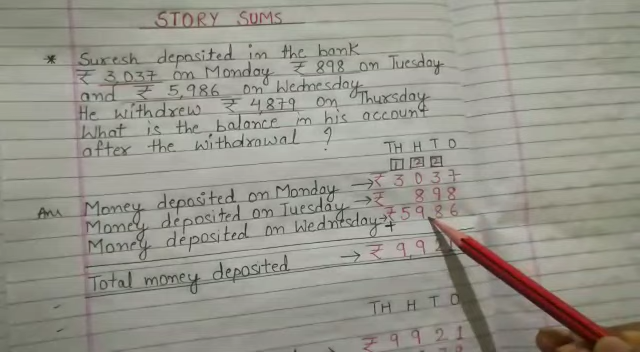 STORY SUMS
* Suresh deposited in the bank
₹ 3,037 on Monday ₹ 898 on Tuesday
and ₹ 5,986 on Wednesday
He withdrew ₹ 4,879 on Thursday
What is the balance in his account
after the withdrawal ?
TH H T O
1 2 2
Ans Money deposited on Monday → ₹ 3 0 3 7
Money deposited on Tuesday → ₹ 8 9 8
Money deposited on Wednesday → + ₹ 5 9 8 6
Total money deposited → ₹ 9,9 2 1
TH H T O
₹ 9 9 2 1